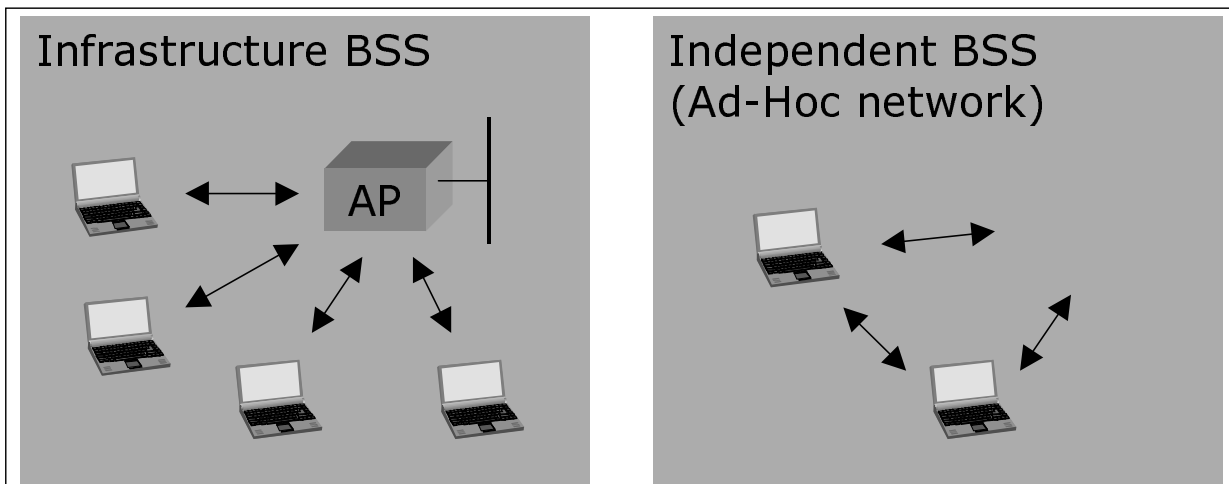 Infrastructure BSS
AP
Independent BSS
(Ad-Hoc network)